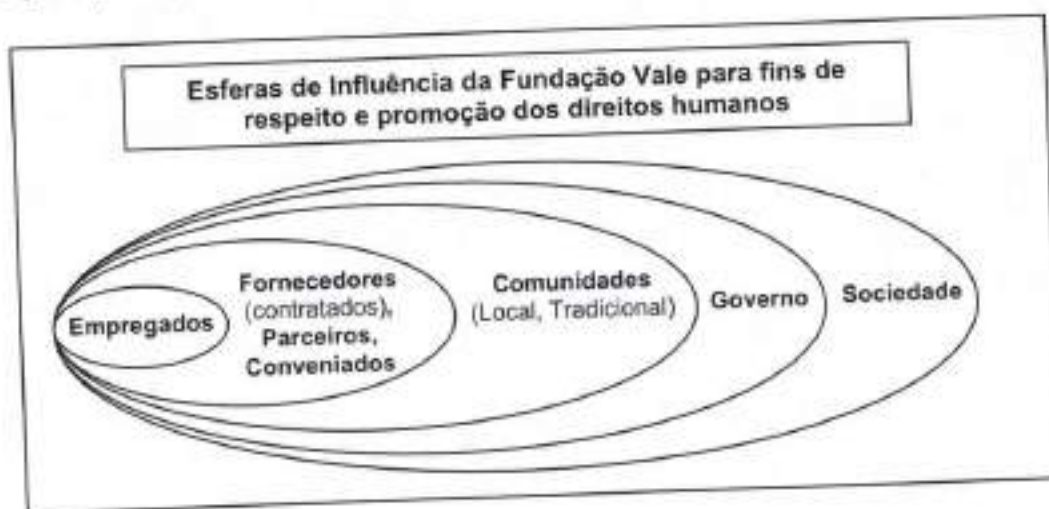 Esferas de Influência da Fundação Vale para fins de
respeito e promoção dos direitos humanos
Empregados
Fornecedores
(contratados),
Parceiros,
Conveniados
Comunidades
(Local, Tradicional)
Governo
Sociedade